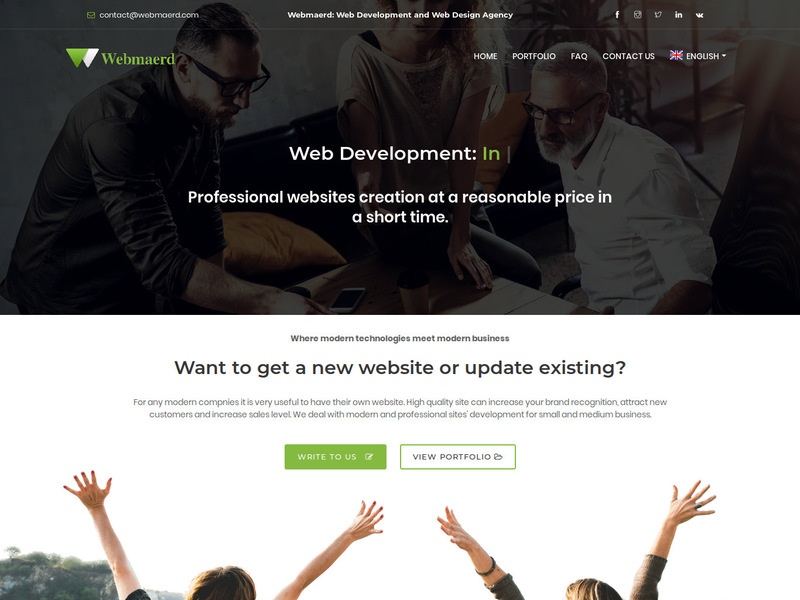 contact@webmaerd.com
Webmaerd: Web Development and Web Design Agency
Webmaerd
HOME
PORTFOLIO
FAQ
CONTACT US
ENGLISH
Web Development: In |
Professional websites creation at a reasonable price in
a short time.
Where modern technologies meet modern business
Want to get a new website or update existing?
For any modern compnies it is very useful to have their own website. High quality site can increase your brand recognition, attract new
customers and increase sales level. We deal with modern and professional sites' development for small and medium business.
WRITE TO US
VIEW PORTFOLIO